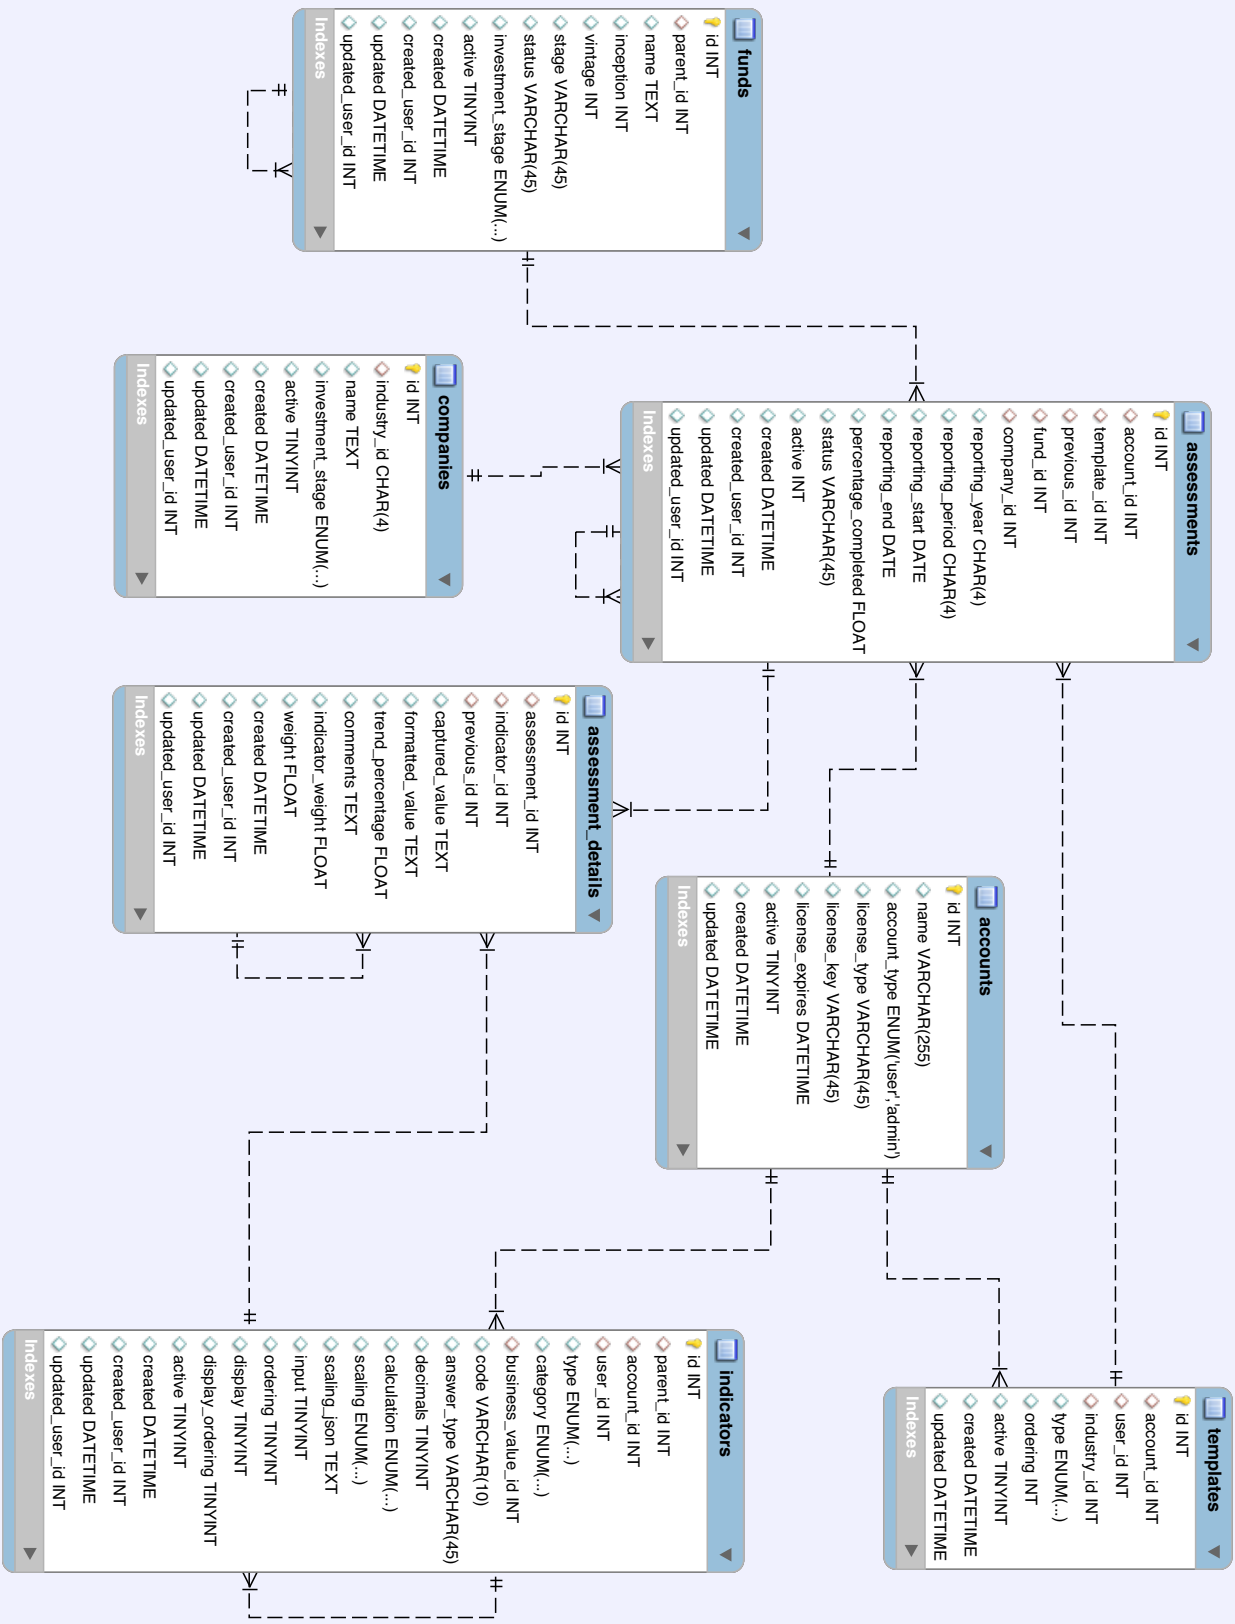 funds
id INT
parent_id INT
name TEXT
inception INT
vintage INT
stage VARCHAR(45)
status VARCHAR(45)
investment_stage ENUM(...)
active TINYINT
created DATETIME
created_user_id INT
updated DATETIME
updated_user_id INT
Indexes
companies
id INT
industry_id CHAR(4)
name TEXT
investment_stage ENUM(...)
active TINYINT
created DATETIME
created_user_id INT
updated DATETIME
updated_user_id INT
Indexes
assessments
id INT
account_id INT
template_id INT
previous_id INT
fund_id INT
company_id INT
reporting_year CHAR(4)
reporting_period CHAR(4)
reporting_start DATE
reporting_end DATE
percentage_completed FLOAT
status VARCHAR(45)
active INT
created DATETIME
created_user_id INT
updated DATETIME
updated_user_id INT
Indexes
assessment_details
id INT
assessment_id INT
indicator_id INT
previous_id INT
captured_value TEXT
formatted_value TEXT
trend_percentage FLOAT
comments TEXT
indicator_weight FLOAT
weight FLOAT
created DATETIME
created_user_id INT
updated DATETIME
updated_user_id INT
Indexes
accounts
id INT
name VARCHAR(255)
account_type ENUM('user','admin')
license_type VARCHAR(45)
license_key VARCHAR(45)
license_expires DATETIME
active TINYINT
created DATETIME
updated DATETIME
Indexes
templates
id INT
account_id INT
user_id INT
industry_id INT
type ENUM(...)
ordering INT
active TINYINT
created DATETIME
updated DATETIME
Indexes
indicators
id INT
parent_id INT
account_id INT
user_id INT
type ENUM(...)
category ENUM(...)
business_value_id INT
code VARCHAR(10)
answer_type VARCHAR(45)
decimals TINYINT
calculation ENUM(...)
scaling ENUM(...)
scaling_json TEXT
input TINYINT
ordering TINYINT
display TINYINT
display_ordering TINYINT
active TINYINT
created DATETIME
created_user_id INT
updated DATETIME
updated_user_id INT
Indexes